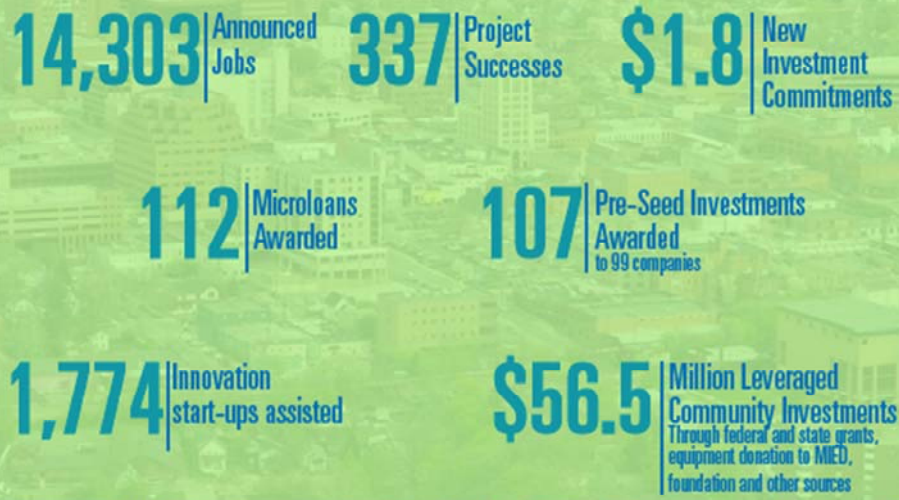 14,303 Announced
Jobs
337 Project
Successes
$1.8 New
Investment
Commitments
112 Microloans
Awarded
107 Pre-Seed Investments
Awarded
to 99 companies
1,774 Innovation
start-ups assisted
$56.5 Million Leveraged
Community Investments
Through federal and state grants,
equipment donation to MIED,
foundation and other sources